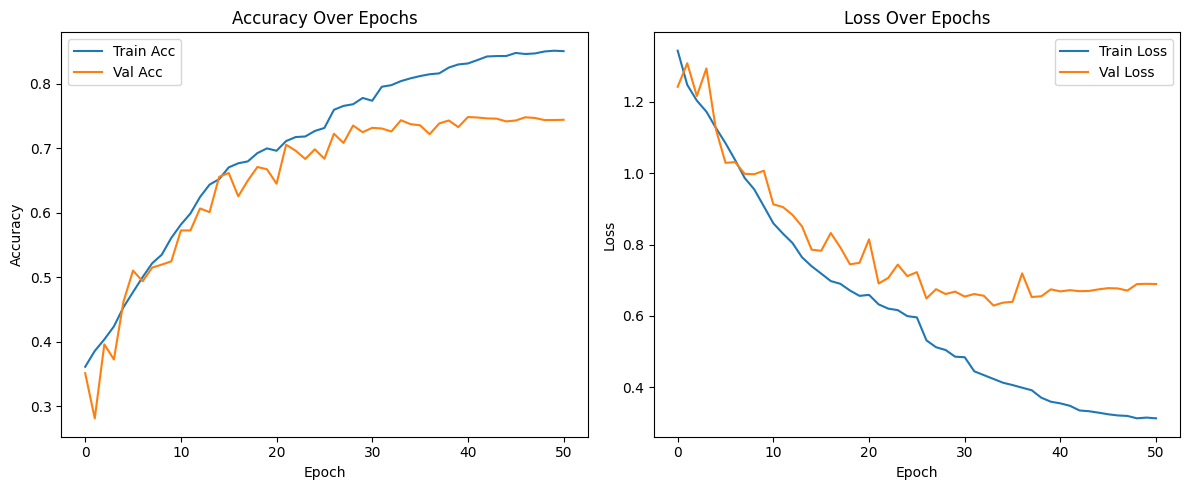 Accuracy Over Epochs
Train Acc
Val Acc
0.8
0.7
0.6
0.5
0.4
0.3
Accuracy
0 10 20 30 40 50
Epoch
Loss Over Epochs
Train Loss
Val Loss
1.2
1.0
0.8
0.6
0.4
Loss
0 10 20 30 40 50
Epoch